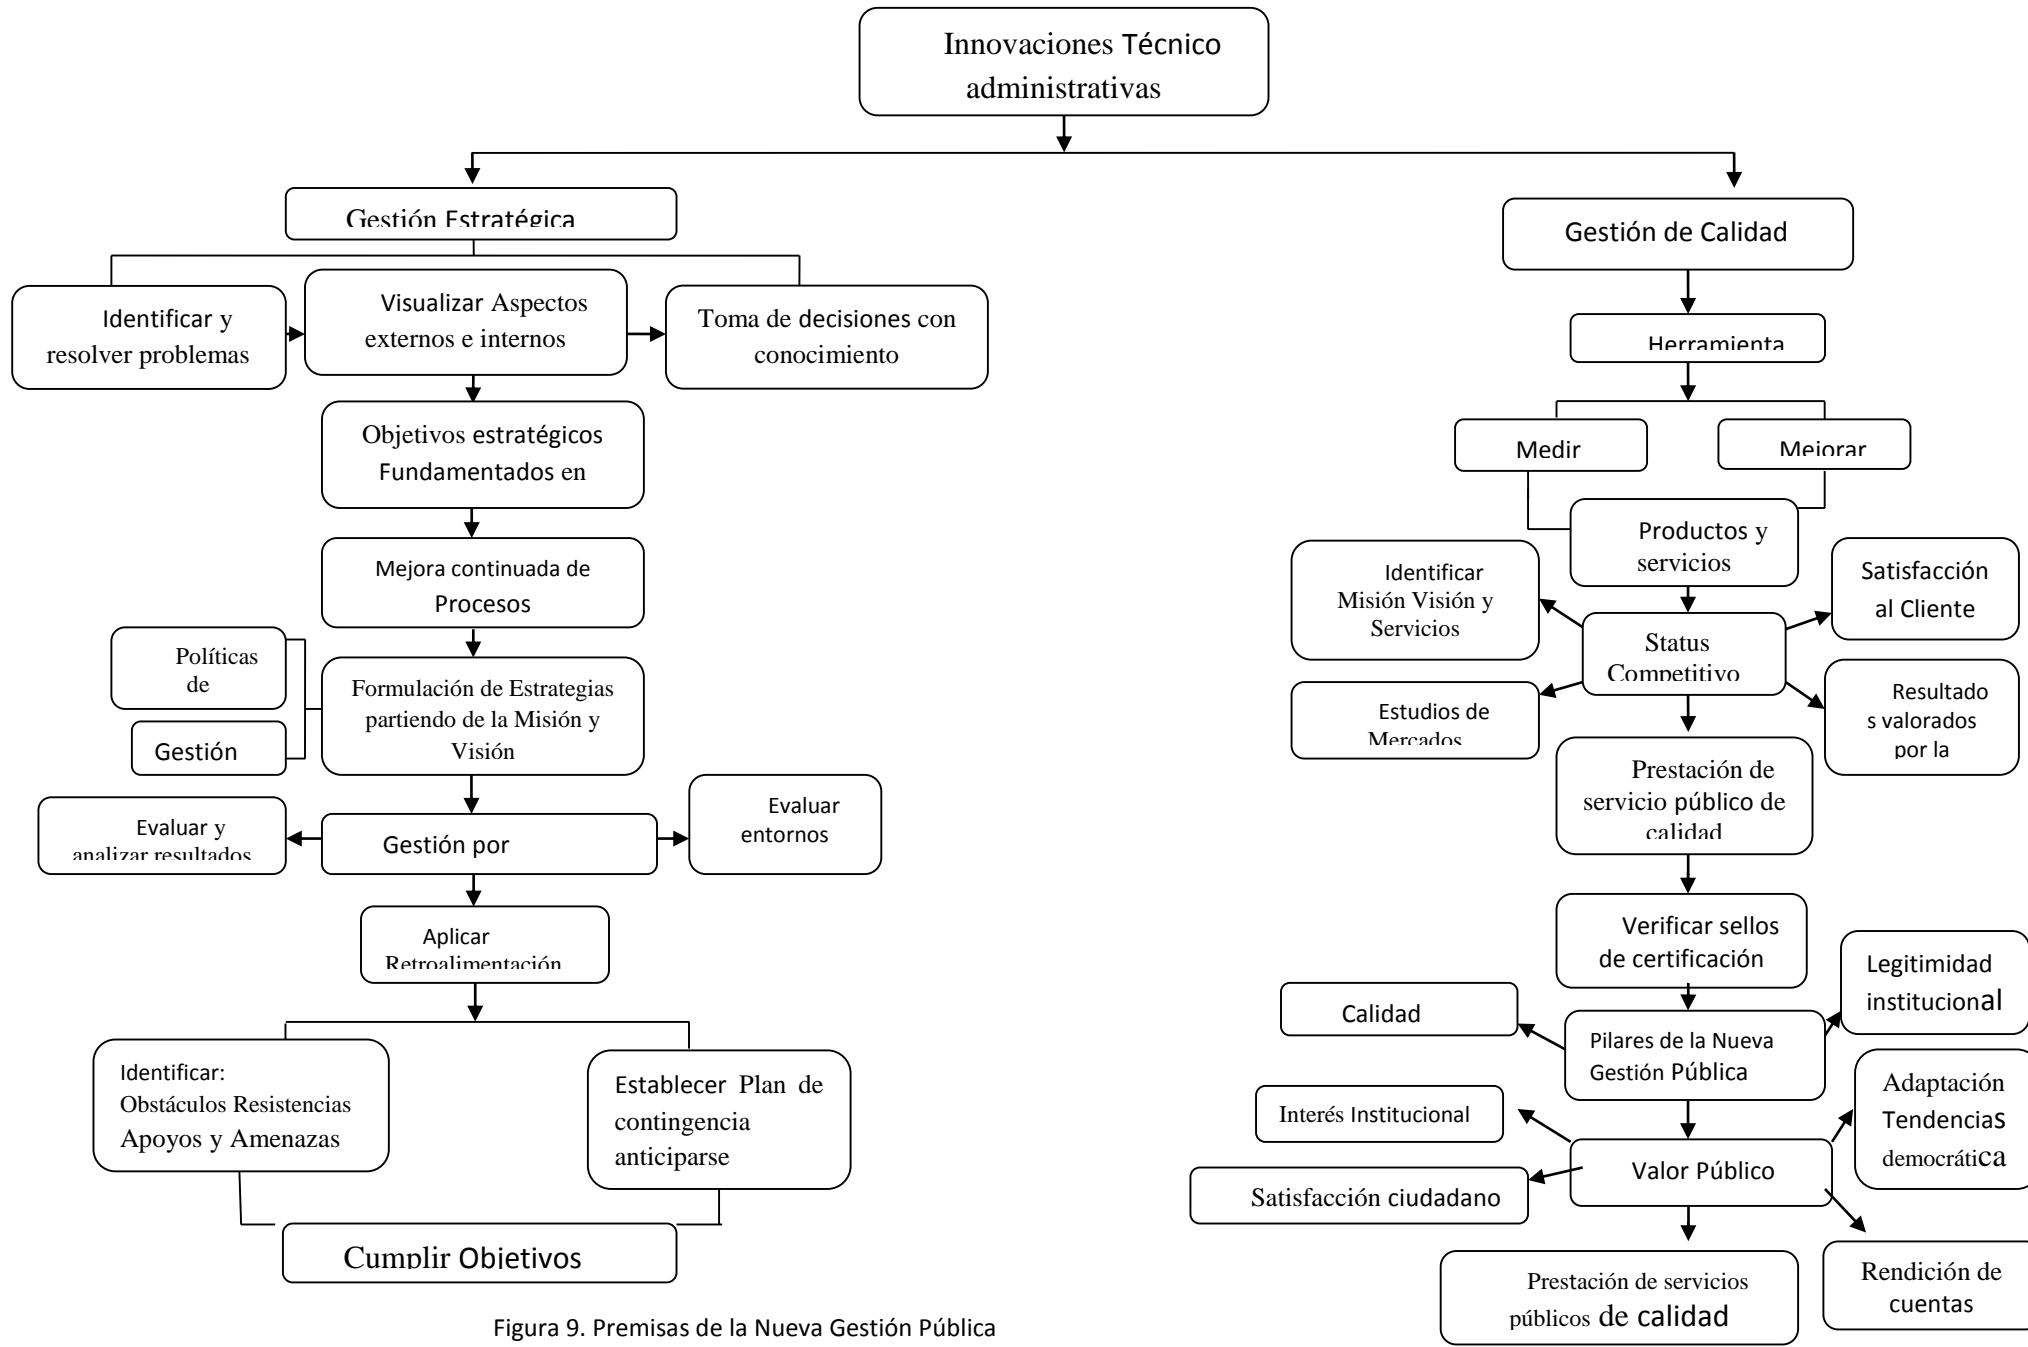 Innovaciones Técnico
administrativas
Gestión Estratégica
Identificar y
resolver problemas
Visualizar Aspectos
externos e internos
Toma de decisiones con
conocimiento
Objetivos estratégicos
Fundamentados en
Mejora continuada de
Procesos
Políticas
de
Gestión
Formulación de Estrategias
partiendo de la Misión y
Visión
Evaluar y
analizar resultados
Gestión por
Evaluar
entornos
Aplicar
Retroalimentación
Identificar:
Obstáculos Resistencias
Apoyos y Amenazas
Establecer Plan de
contingencia
anticiparse
Cumplir Objetivos
Gestión de Calidad
Herramienta
Medir
Mejorar
Productos y
servicios
Identificar
Misión Visión y
Servicios
Satisfacción
al Cliente
Status
Competitivo
Estudios de
Mercados
Resultado
s valorados
por la
Prestación de
servicio público de
calidad
Verificar sellos
de certificación
Legitimidad
institucional
Calidad
Pilares de la Nueva
Gestión Pública
Adaptación
Tendencias
democrática
Interés Institucional
Valor Público
Satisfacción ciudadano
Prestación de servicios
públicos de calidad
Rendición de
cuentas
Figura 9. Premisas de la Nueva Gestión Pública